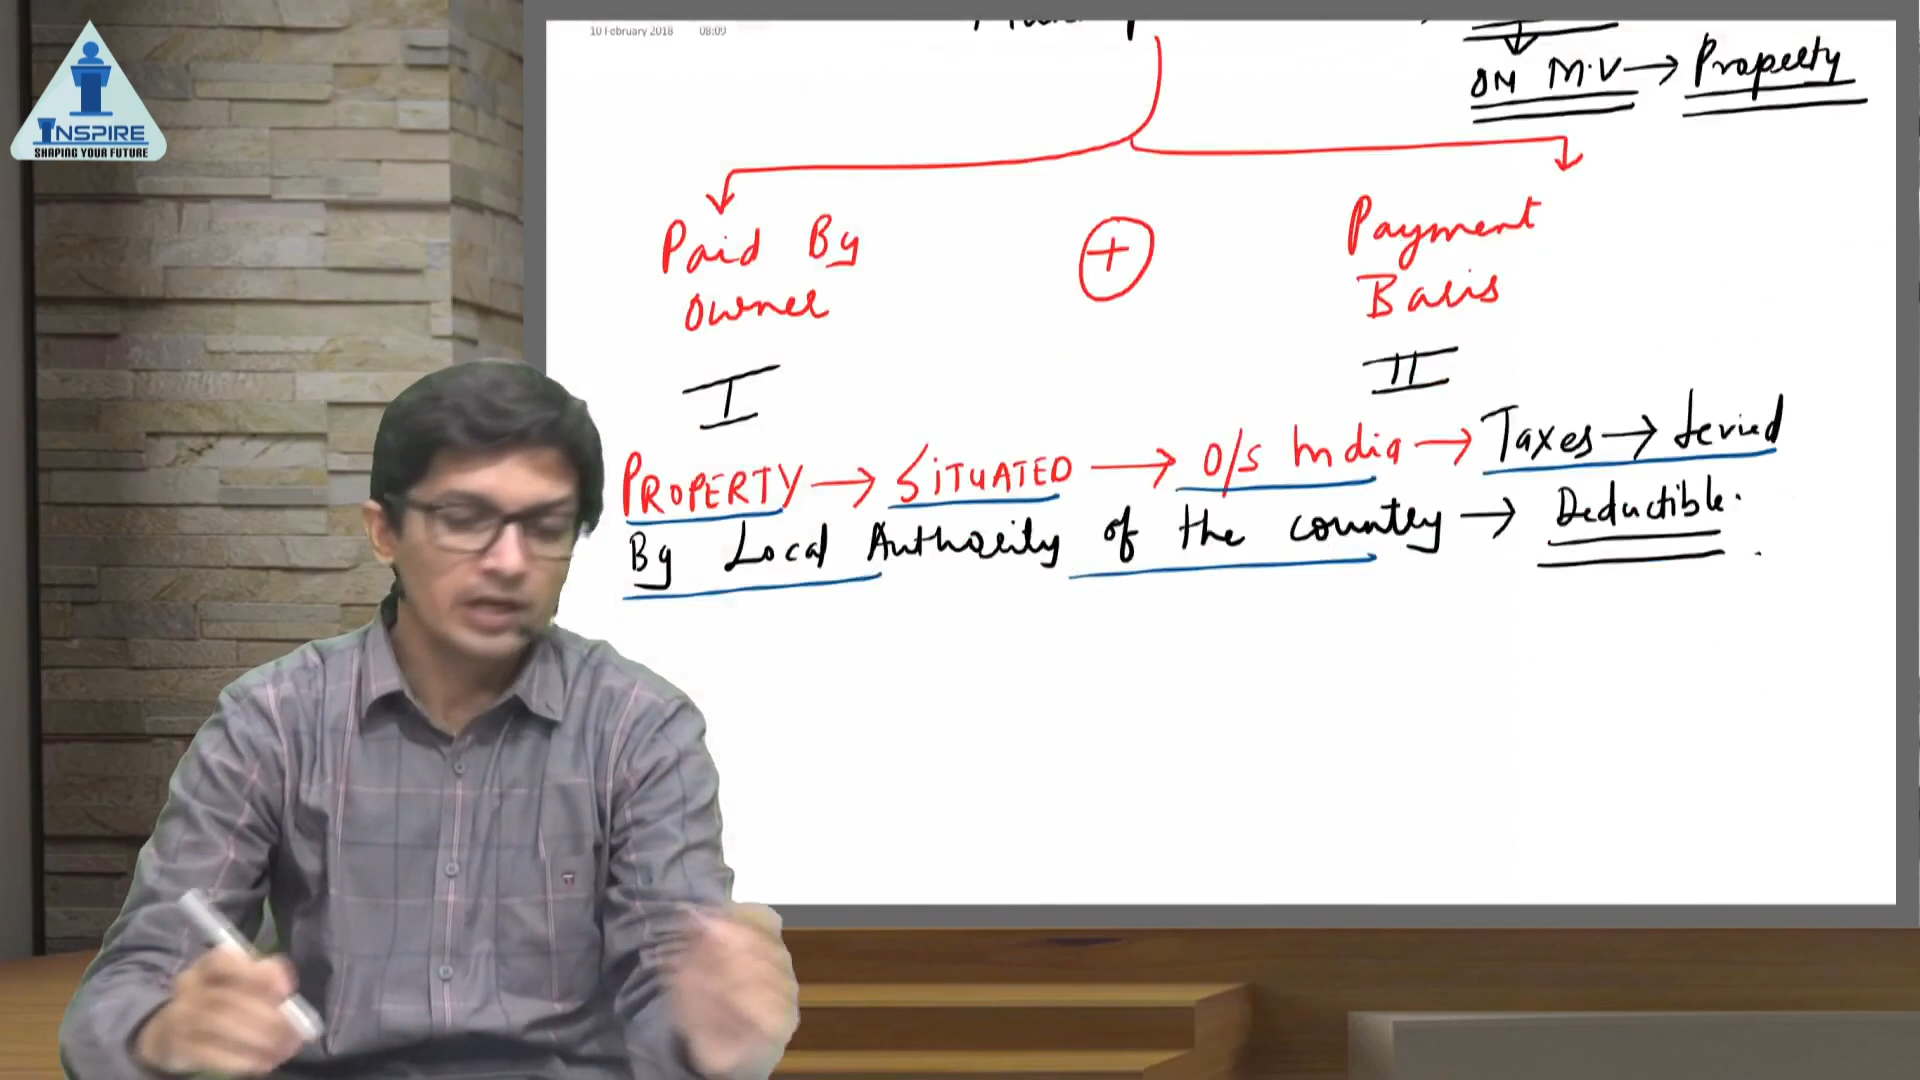 INSPIRE
SHAPING YOUR FUTURE
10 February 2018 08:09
ON M.V → Property
Paid By
Owner
+
Payment
Basis
I
II
PROPERTY → SITUATED → O/S India → Taxes → Levied
By Local Authority of the country → Deductible.